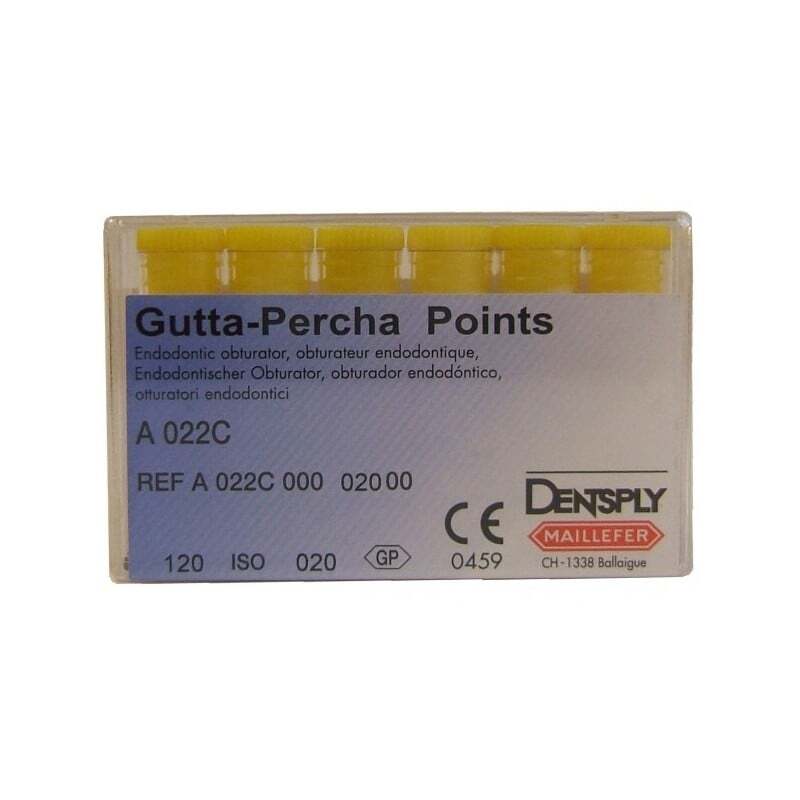 Gutta-Percha Points
Endodontic obturator, obturateur endodontique,
Endodontischer Obturator, obturador endodóntico,
otturatori endodontici
A 022C
REF A 022C 000 020 00
DENTSPLY
MAILLEFER
CH - 1338 Ballaigue
120 ISO 020 GP CE 0459